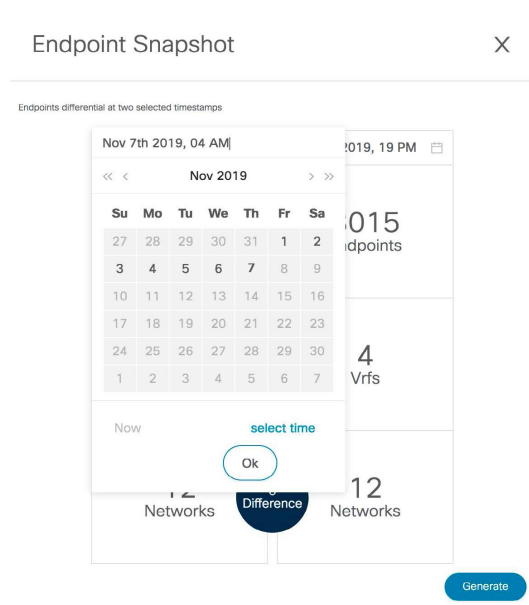 Endpoint Snapshot X
Endpoints differential at two selected timestamps
Nov 7th 2019, 04 AM
2019, 19 PM
« < Nov 2019 > »
Su Mo Tu We Th Fr Sa
27 28 29 30 31 1 2
3 4 5 6 7 8 9
10 11 12 13 14 15 16
17 18 19 20 21 22 23
24 25 26 27 28 29 30
1 2 3 4 5 6 7
015
dpoints
4
Vrfs
Now select time
Ok
12
Networks
Difference
12
Networks
Generate